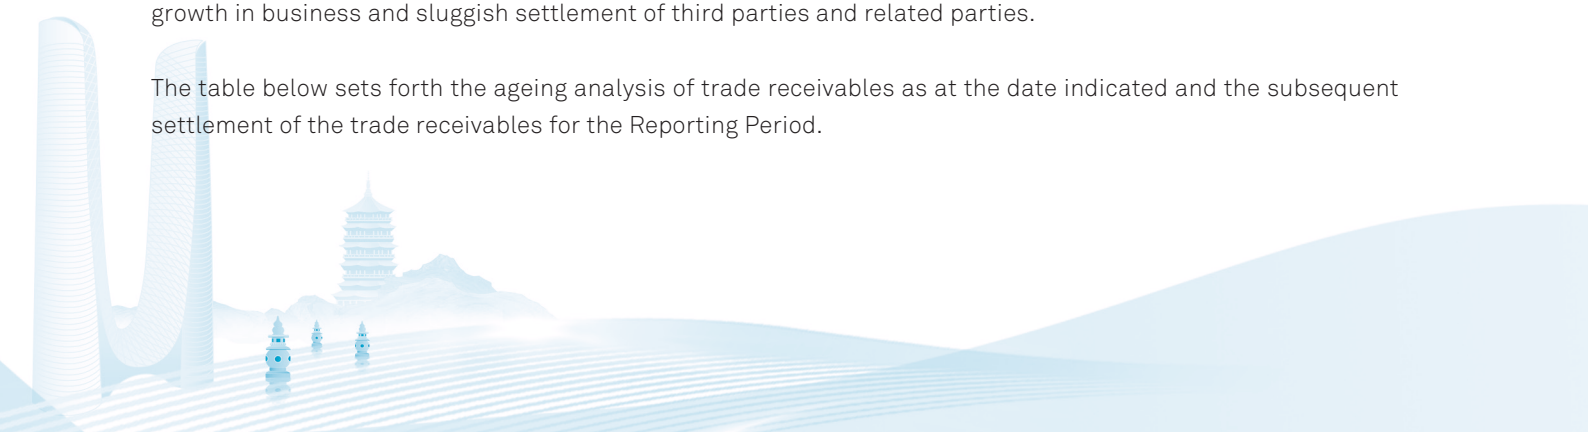 growth in business and sluggish settlement of third parties and related parties.
The table below sets forth the ageing analysis of trade receivables as at the date indicated and the subsequent
settlement of the trade receivables for the Reporting Period.